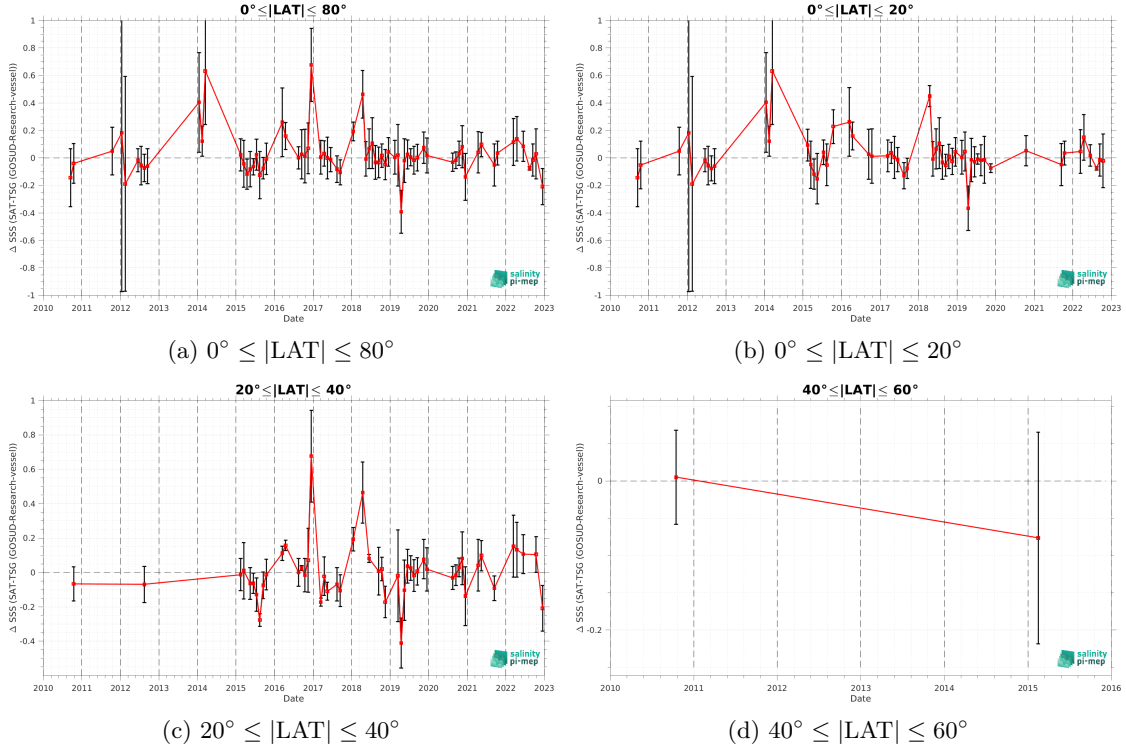 0°≤|LAT|≤ 80°
Δ SSS (SAT-TSG (GOSUD-Research-vessel))
1
0.8
0.6
0.4
0.2
0
-0.2
-0.4
-0.6
-0.8
-1
salinity
pi-mep
2010 2011 2012 2013 2014 2015 2016 2017 2018 2019 2020 2021 2022 2023
Date
(a) 0° ≤ |LAT| ≤ 80°
0°≤|LAT|≤ 20°
Δ SSS (SAT-TSG (GOSUD-Research-vessel))
1
0.8
0.6
0.4
0.2
0
-0.2
-0.4
-0.6
-0.8
-1
salinity
pi-mep
2010 2011 2012 2013 2014 2015 2016 2017 2018 2019 2020 2021 2022 2023
Date
(b) 0° ≤ |LAT| ≤ 20°
20°≤|LAT|≤ 40°
Δ SSS (SAT-TSG (GOSUD-Research-vessel))
1
0.8
0.6
0.4
0.2
0
-0.2
-0.4
salinity
pi-mep
2010 2011 2012 2013 2014 2015 2016 2017 2018 2019 2020 2021 2022 2023
Date
(c) 20° ≤ |LAT| ≤ 40°
40°≤|LAT|≤ 60°
Δ SSS (SAT-TSG (GOSUD-Research-vessel))
0
-0.2
salinity
pi-mep
2010 2011 2012 2013 2014 2015 2016
Date
(d) 40° ≤ |LAT| ≤ 60°